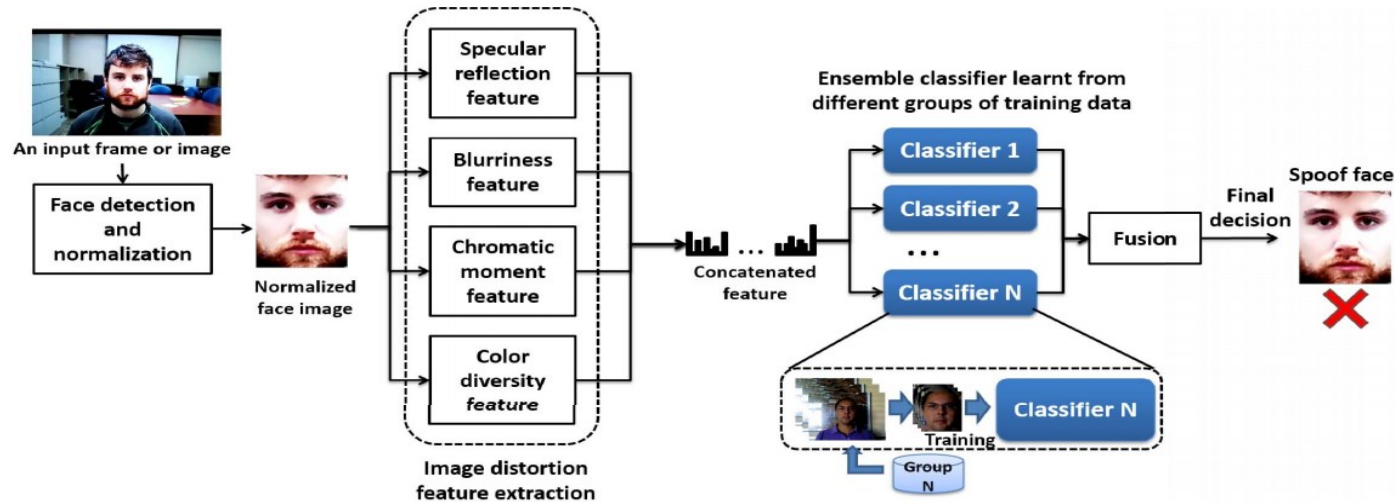 An input frame or image
Face detection
and
normalization
Normalized
face image
Specular
reflection
feature
Blurriness
feature
Chromatic
moment
feature
Color
diversity
feature
Image distortion
feature extraction
... 
Concatenated
feature
Ensemble classifier learnt from
different groups of training data
Classifier 1
Classifier 2
...
Classifier N
Training
Classifier N
Group
N
Fusion
Final
decision
Spoof face